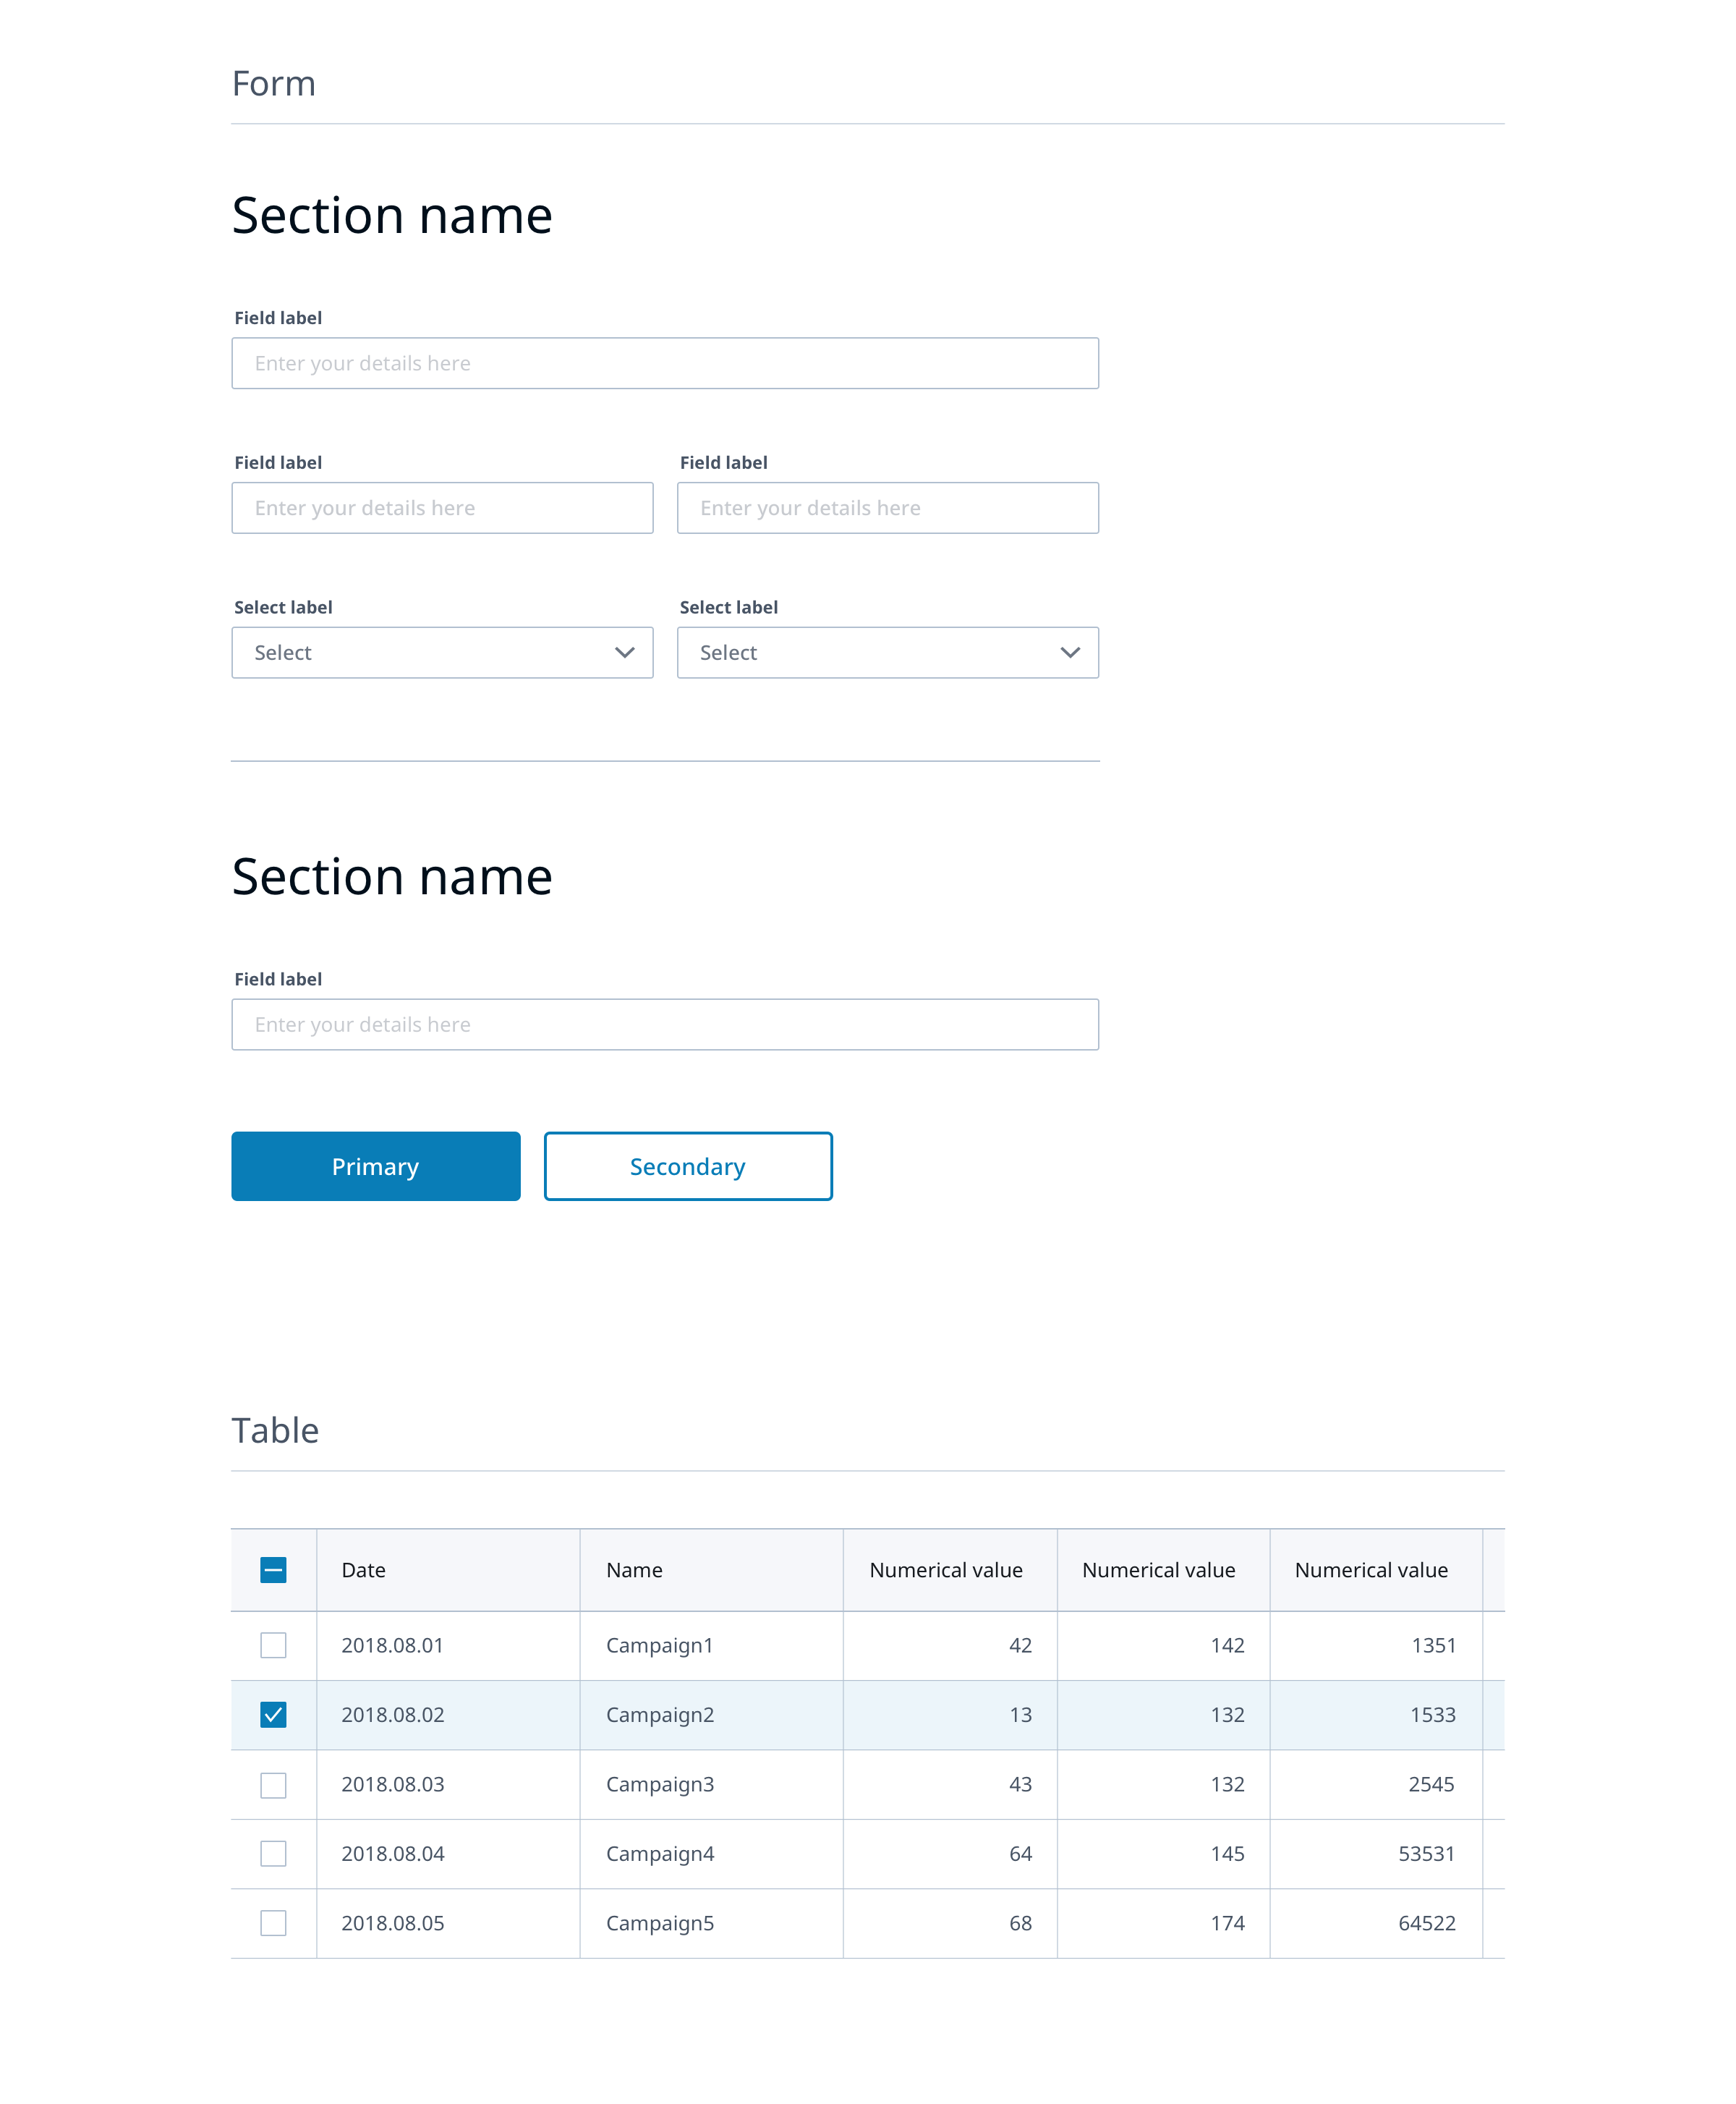 Form
Section name
Field label
Enter your details here
Field label Field label
Enter your details here Enter your details here
Select label Select label
Select Select
Section name
Field label
Enter your details here
Primary Secondary
Table
Date Name Numerical value Numerical value Numerical value
2018.08.01 Campaign1 42 142 1351
2018.08.02 Campaign2 13 132 1533
2018.08.03 Campaign3 43 132 2545
2018.08.04 Campaign4 64 145 53531
2018.08.05 Campaign5 68 174 64522